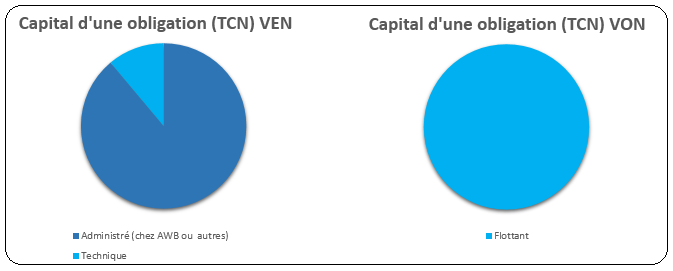 Capital d'une obligation (TCN) VEN
Administré (chez AWB ou autres)
Technique
Capital d'une obligation (TCN) VON
Flottant